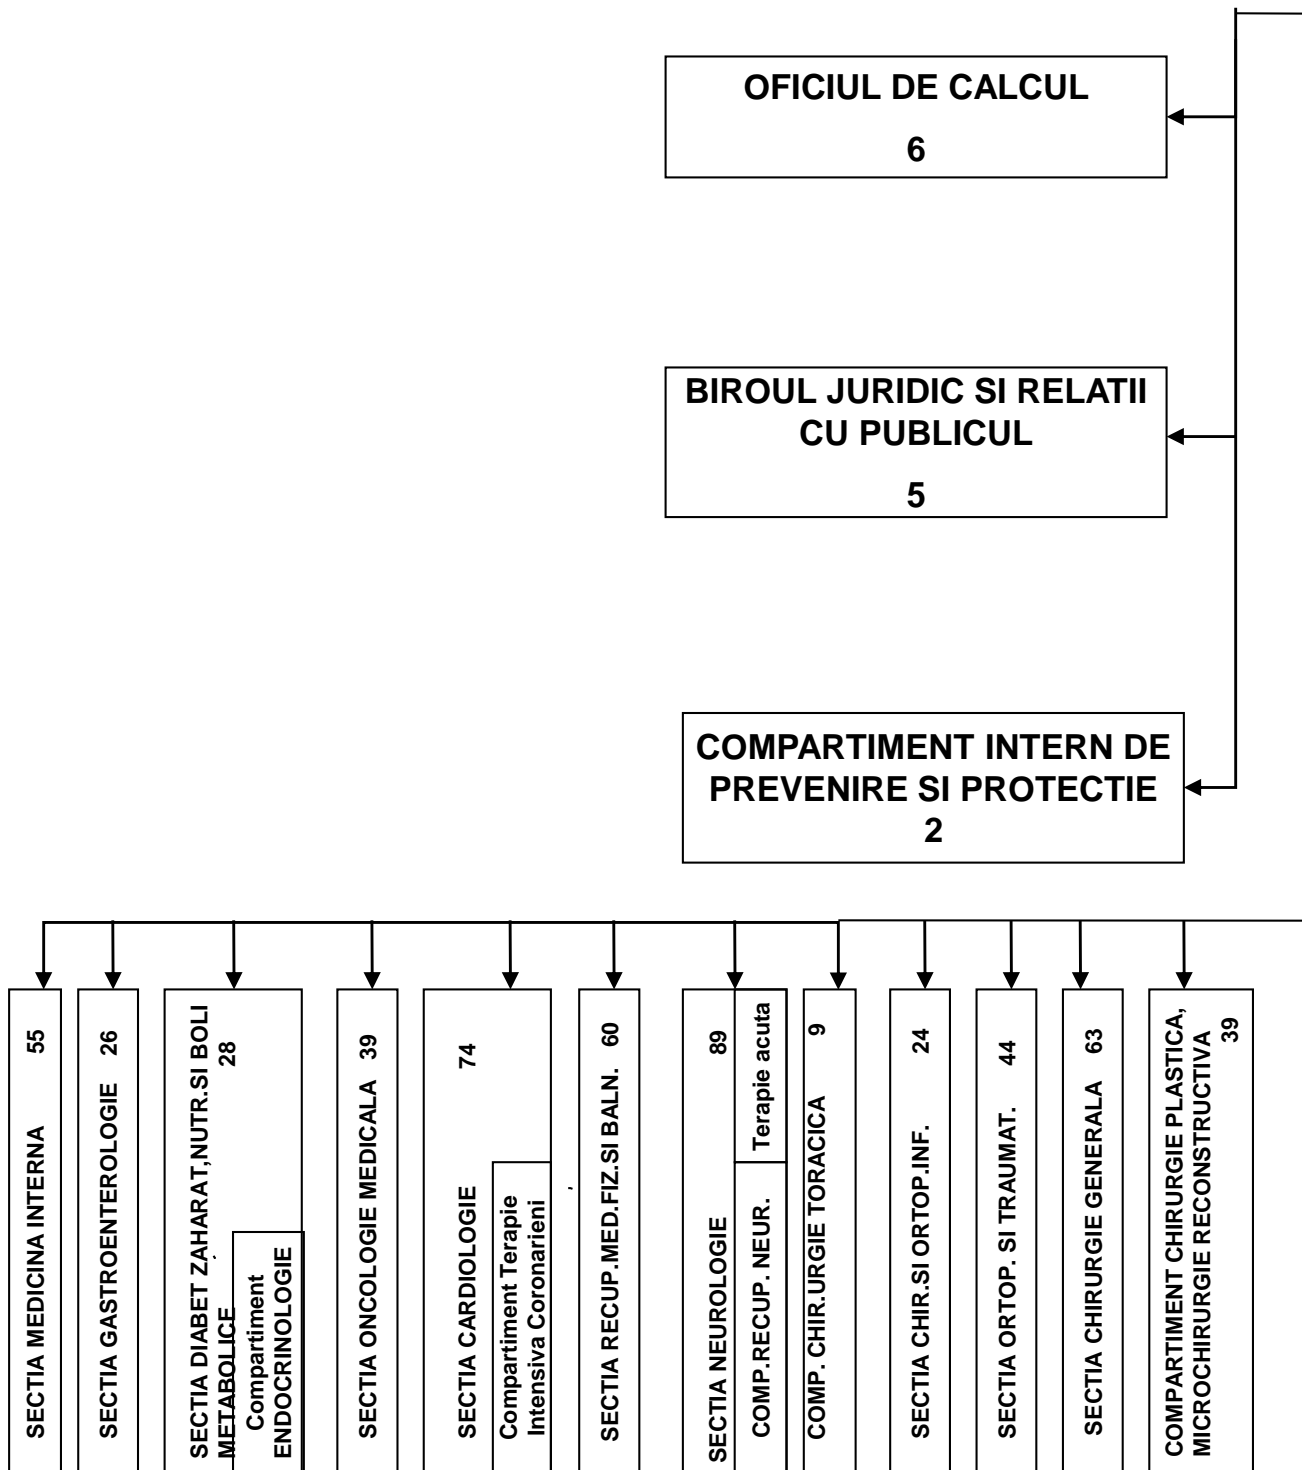 OFICIUL DE CALCUL
6
BIROUL JURIDIC SI RELATII
CU PUBLICUL
5
COMPARTIMENT INTERN DE
PREVENIRE SI PROTECTIE
2
SECTIA MEDICINA INTERNA 55
SECTIA GASTROENTEROLOGIE 26
SECTIA DIABET ZAHARAT,NUTR.SI BOLI
METABOLICE 28
Compartiment
ENDOCRINOLOGIE
SECTIA ONCOLOGIE MEDICALA 39
SECTIA CARDIOLOGIE 74
Compartiment Terapie
Intensiva Coronarieni
SECTIA RECUP.MED.FIZ.SI BALN. 60
SECTIA NEUROLOGIE 89
COMP.RECUP. NEUR.
Terapie acuta
COMP. CHIR.URGIE TORACICA 9
SECTIA CHIR.SI ORTOP.INF. 24
SECTIA ORTOP. SI TRAUMAT. 44
SECTIA CHIRURGIE GENERALA 63
COMPARTIMENT CHIRURGIE PLASTICA,
MICROCHIRURGIE RECONSTRUCTIVA
39